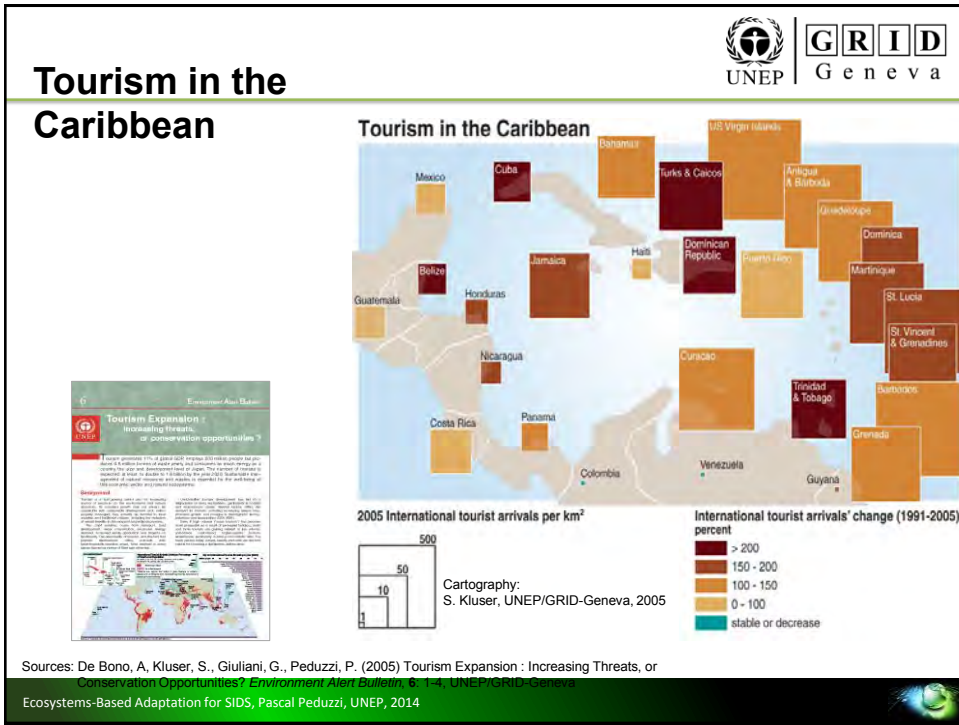 Tourism in the
Caribbean
UNEP
GRID
Geneva
Tourism in the Caribbean
US Virgin Islands
Bahamas
Cuba
Turks & Caicos
Antigua
& Barbuda
Mexico
Guadeloupe
Dominica
Dominican
Republic
Haiti
Puerto Rico
Jamaica
Belize
Martinique
St. Lucia
Guatemala
Honduras
St. Vincent
& Grenadines
Nicaragua
Curacao
Trinidad
& Tobago
Barbados
Costa Rica
Panama
Grenada
Colombia
Venezuela
Guyana
2005 International tourist arrivals per km²
500
50
10
1
Cartography:
S. Kluser, UNEP/GRID-Geneva, 2005
International tourist arrivals' change (1991-2005)
percent
> 200
150 - 200
100 - 150
0 - 100
stable or decrease
6
Environment Alert Bulletin
UNEP
Tourism Expansion :
increasing threats,
or conservation opportunities ?
Background
Sources: De Bono, A, Kluser, S., Giuliani, G., Peduzzi, P. (2005) Tourism Expansion : Increasing Threats, or
Conservation Opportunities? Environment Alert Bulletin, 6: 1-4, UNEP/GRID-Geneva
Ecosystems-Based Adaptation for SIDS, Pascal Peduzzi, UNEP, 2014